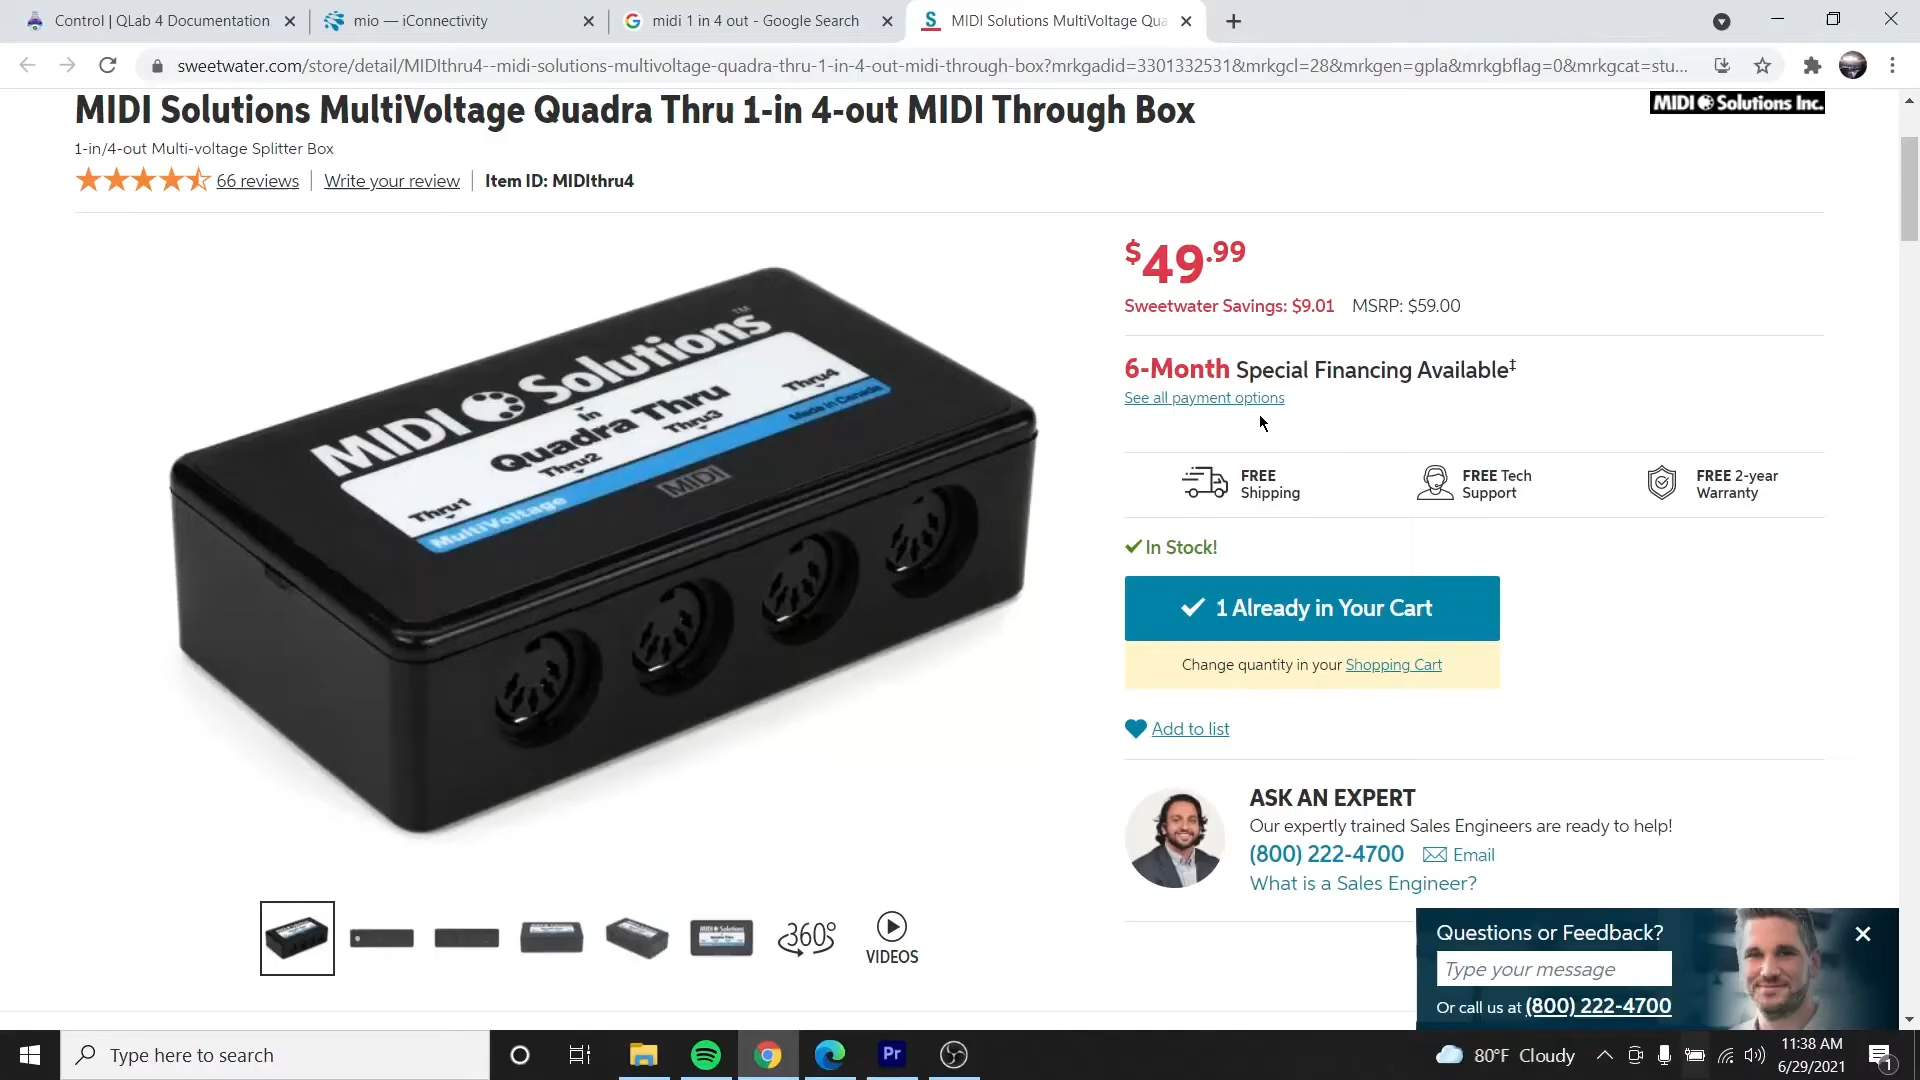 Control | QLab 4 Documentation
mio — iConnectivity
midi 1 in 4 out - Google Search
MIDI Solutions MultiVoltage Qua
sweetwater.com/store/detail/MIDIthru4--midi-solutions-multivoltage-quadra-thru-1-in-4-out-midi-through-box?mrkgadid=3301332531&mrkgcl=28&mrkgen=gpla&mrkgbflag=0&mrkgcat=stu...
MIDI Solutions MultiVoltage Quadra Thru 1-in 4-out MIDI Through Box
MIDI Solutions Inc.
1-in/4-out Multi-voltage Splitter Box
66 reviews | Write your review | Item ID: MIDIthru4
$49.99
Sweetwater Savings: $9.01 MSRP: $59.00
6-Month Special Financing Available‡
See all payment options
FREE Shipping
FREE Tech Support
FREE 2-year Warranty
In Stock!
1 Already in Your Cart
Change quantity in your Shopping Cart
Add to list
ASK AN EXPERT
Our expertly trained Sales Engineers are ready to help!
(800) 222-4700 Email
What is a Sales Engineer?
MIDI Solutions™
in
Quadra Thru
Thru1
Thru2
Thru3
Thru4
MultiVoltage
Made in Canada
MIDI
360°
VIDEOS
Questions or Feedback?
Type your message
Or call us at (800) 222-4700
Type here to search
Pr
80°F Cloudy
11:38 AM
6/29/2021
1